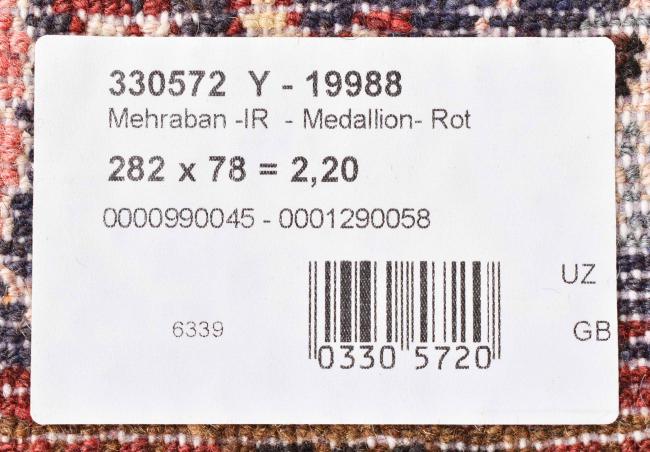 330572 Y - 19988
Mehraban -IR - Medallion- Rot
282 x 78 = 2,20
0000990045 - 0001290058
UZ
6339
GB
0330 5720